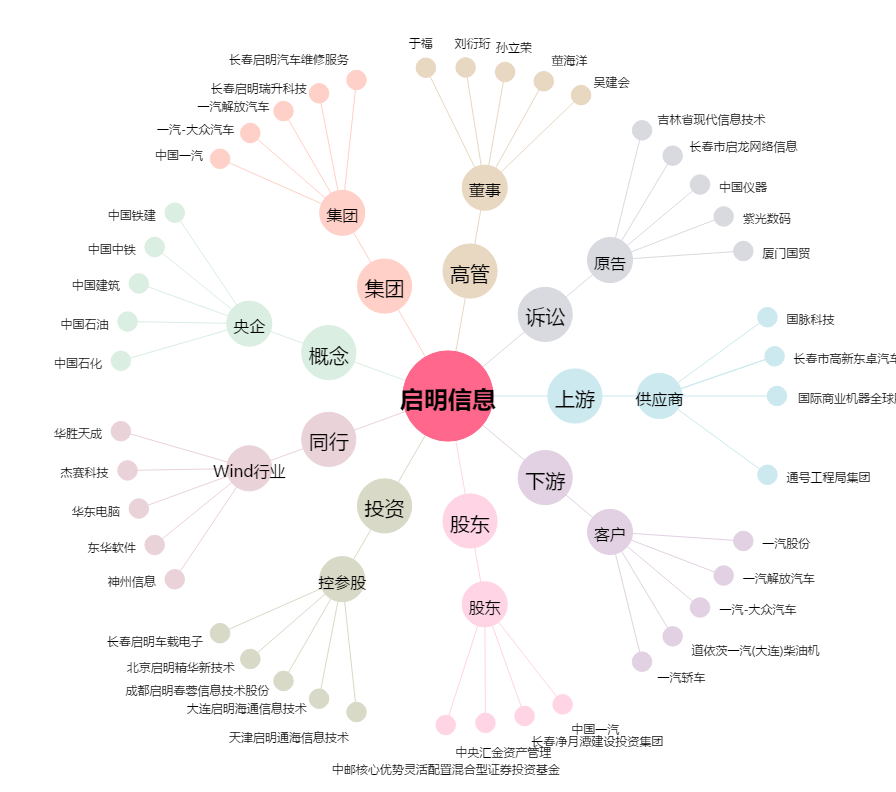 于福
刘衍珩
孙立荣
董海洋
吴建会
董事
高管
长春启明汽车维修服务
长春启明瑞升科技
一汽解放汽车
一汽-大众汽车
中国一汽
集团
集团
吉林省现代信息技术
长春市启龙网络信息
中国仪器
紫光数码
厦门国贸
原告
诉讼
中国铁建
中国中铁
中国建筑
中国石油
中国石化
央企
概念
国脉科技
长春市高新东卓汽车
国际商业机器全球
通号工程局集团
供应商
上游
启明信息
华胜天成
杰赛科技
华东电脑
东华软件
神州信息
Wind行业
同行
下游
客户
一汽股份
一汽解放汽车
一汽-大众汽车
道依茨一汽(大连)柴油机
一汽轿车
投资
控参股
长春启明车载电子
北京启明精华新技术
成都启明春蓉信息技术股份
大连启明海通信息技术
天津启明通海信息技术
股东
股东
中国一汽
长春净月潭建设投资集团
中央汇金资产管理
中邮核心优势灵活配置混合型证券投资基金